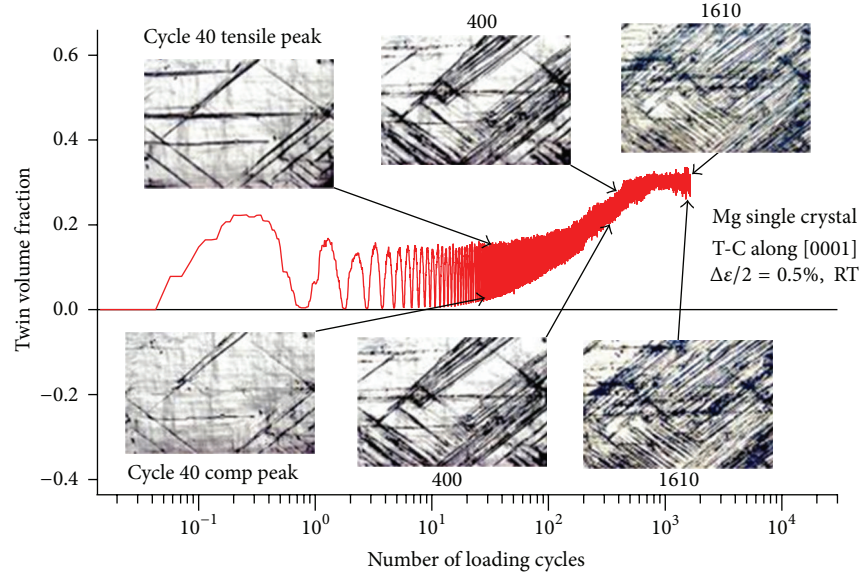 400
1610
Cycle 40 tensile peak
0.6
0.4
0.2
0.0
−0.2
−0.4
Twin volume fraction
Mg single crystal
T-C along [0001]
Δε/2 = 0.5%, RT
Cycle 40 comp peak
400
1610
10⁻¹
10⁰
10¹
10²
10³
10⁴
Number of loading cycles